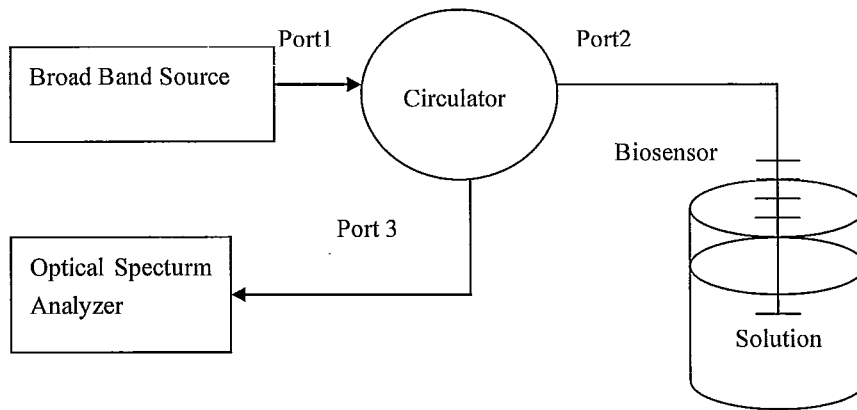 Port1
Port2
Broad Band Source
Circulator
Biosensor
Port 3
Optical Specturm
Analyzer
Solution